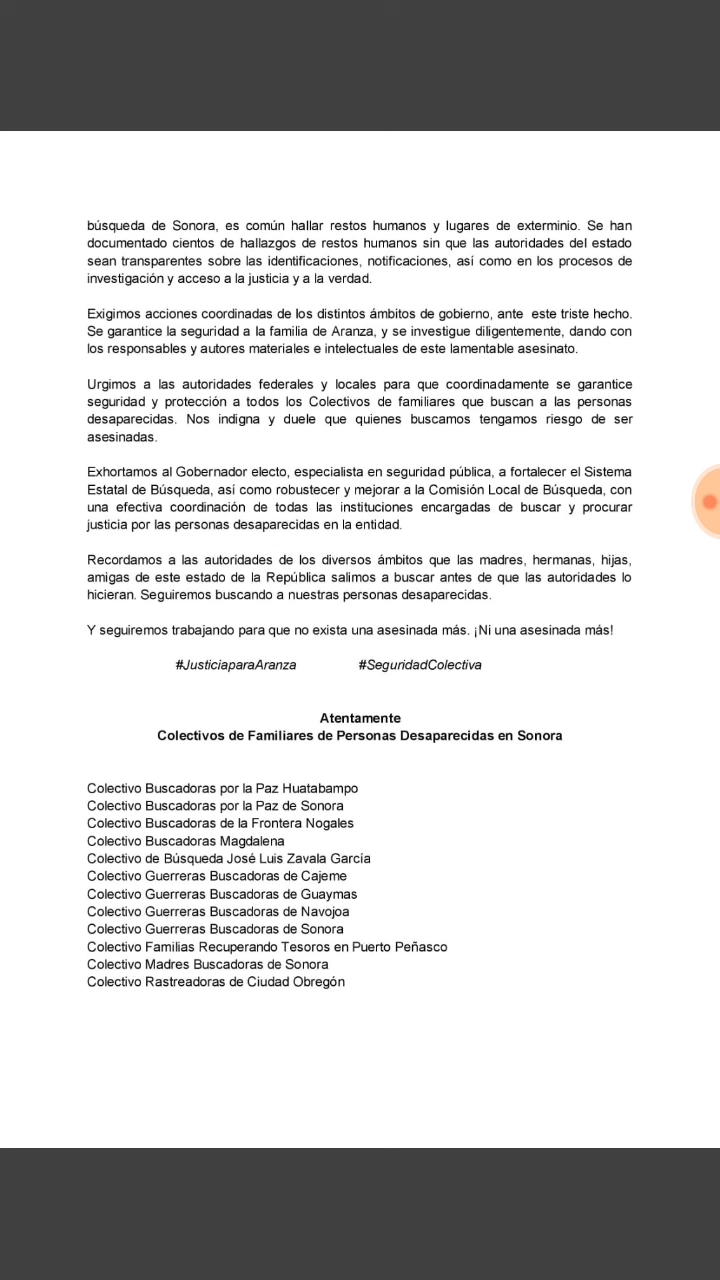 búsqueda de Sonora, es común hallar restos humanos y lugares de exterminio. Se han
documentado cientos de hallazgos de restos humanos sin que las autoridades del estado
sean transparentes sobre las identificaciones, notificaciones, así como en los procesos de
investigación y acceso a la justicia y a la verdad.
Exigimos acciones coordinadas de los distintos ámbitos de gobierno, ante este triste hecho.
Se garantice la seguridad a la familia de Aranza, y se investigue diligentemente, dando con
los responsables y autores materiales e intelectuales de este lamentable asesinato.
Urgimos a las autoridades federales y locales para que coordinadamente se garantice
seguridad y protección a todos los Colectivos de familiares que buscan a las personas
desaparecidas. Nos indigna y duele que quienes buscamos tengamos riesgo de ser
asesinadas.
Exhortamos al Gobernador electo, especialista en seguridad pública, a fortalecer el Sistema
Estatal de Búsqueda, así como robustecer y mejorar a la Comisión Local de Búsqueda, con
una efectiva coordinación de todas las instituciones encargadas de buscar y procurar
justicia por las personas desaparecidas en la entidad.
Recordamos a las autoridades de los diversos ámbitos que las madres, hermanas, hijas,
amigas de este estado de la República salimos a buscar antes de que las autoridades lo
hicieran. Seguiremos buscando a nuestras personas desaparecidas.
Y seguiremos trabajando para que no exista una asesinada más. ¡Ni una asesinada más!
#JusticiaparaAranza #SeguridadColectiva
Atentamente
Colectivos de Familiares de Personas Desaparecidas en Sonora
Colectivo Buscadoras por la Paz Huatabampo
Colectivo Buscadoras por la Paz de Sonora
Colectivo Buscadoras de la Frontera Nogales
Colectivo Buscadoras Magdalena
Colectivo de Búsqueda José Luis Zavala García
Colectivo Guerreras Buscadoras de Cajeme
Colectivo Guerreras Buscadoras de Guaymas
Colectivo Guerreras Buscadoras de Navojoa
Colectivo Guerreras Buscadoras de Sonora
Colectivo Familias Recuperando Tesoros en Puerto Peñasco
Colectivo Madres Buscadoras de Sonora
Colectivo Rastreadoras de Ciudad Obregón